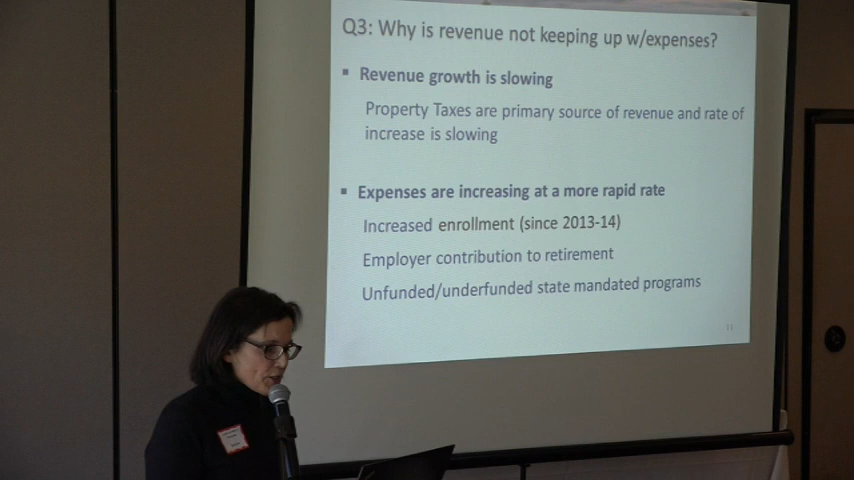 Q3: Why is revenue not keeping up w/expenses?
▪ Revenue growth is slowing
Property Taxes are primary source of revenue and rate of
increase is slowing
▪ Expenses are increasing at a more rapid rate
Increased enrollment (since 2013-14)
Employer contribution to retirement
Unfunded/underfunded state mandated programs
11